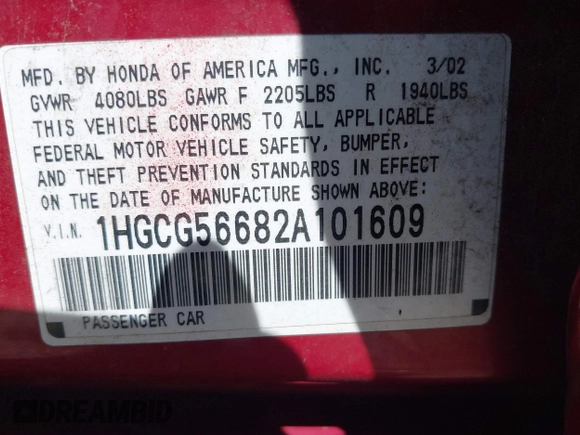 MFD. BY HONDA OF AMERICA MFG., INC. 3/02
GVWR 4080LBS GAWR F 2205LBS R 1940LBS
THIS VEHICLE CONFORMS TO ALL APPLICABLE
FEDERAL MOTOR VEHICLE SAFETY, BUMPER,
AND THEFT PREVENTION STANDARDS IN EFFECT
ON THE DATE OF MANUFACTURE SHOWN ABOVE:
V.I.N. 1HGCG56682A101609
PASSENGER CAR
DREAMBID